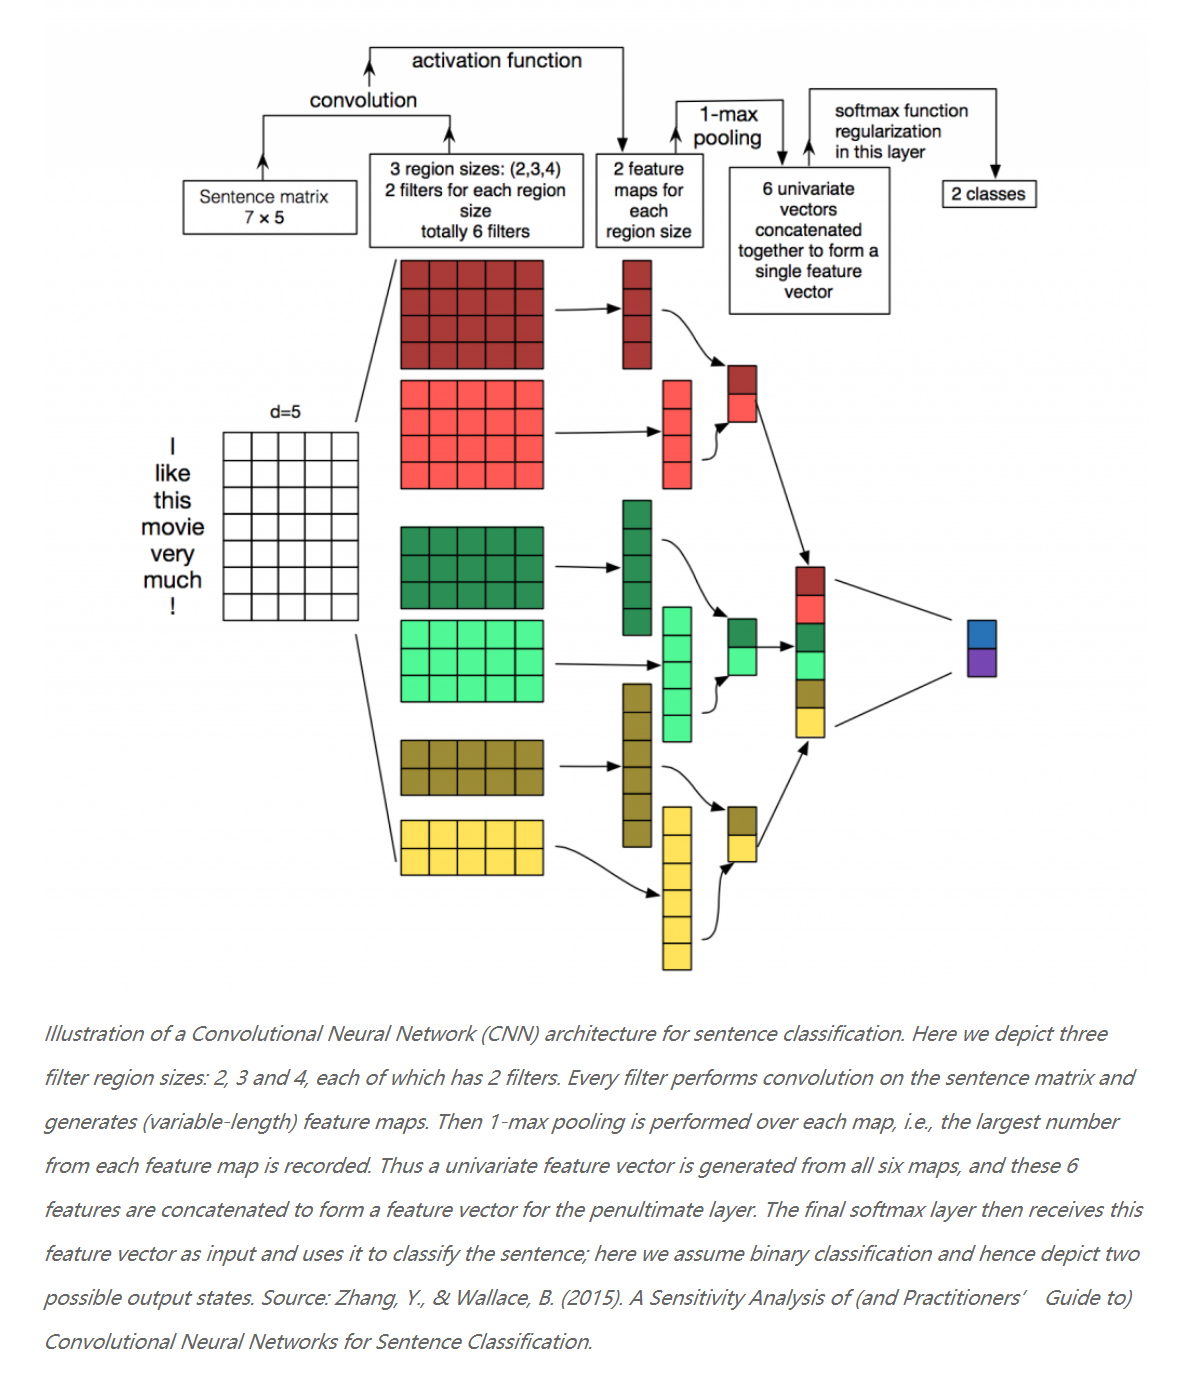 activation function
convolution
1-max
pooling
softmax function
regularization
in this layer
Sentence matrix
7 × 5
3 region sizes: (2,3,4)
2 filters for each region
size
totally 6 filters
2 feature
maps for
each
region size
6 univariate
vectors
concatenated
together to form a
single feature
vector
2 classes
d=5
I
like
this
movie
very
much
!
Illustration of a Convolutional Neural Network (CNN) architecture for sentence classification. Here we depict three
filter region sizes: 2, 3 and 4, each of which has 2 filters. Every filter performs convolution on the sentence matrix and
generates (variable-length) feature maps. Then 1-max pooling is performed over each map, i.e., the largest number
from each feature map is recorded. Thus a univariate feature vector is generated from all six maps, and these 6
features are concatenated to form a feature vector for the penultimate layer. The final softmax layer then receives this
feature vector as input and uses it to classify the sentence; here we assume binary classification and hence depict two
possible output states. Source: Zhang, Y., & Wallace, B. (2015). A Sensitivity Analysis of (and Practitioners’ Guide to)
Convolutional Neural Networks for Sentence Classification.